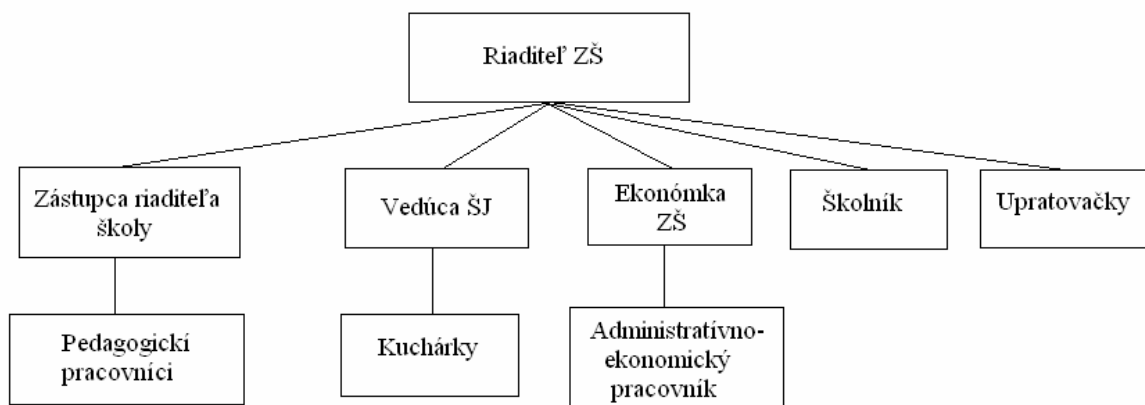 Riaditeľ ZŠ
Zástupca riaditeľa
školy
Vedúca ŠJ
Ekonómka
ZŠ
Školník
Upratovačky
Pedagogickí
pracovníci
Kuchárky
Administratívno-
ekonomický
pracovník